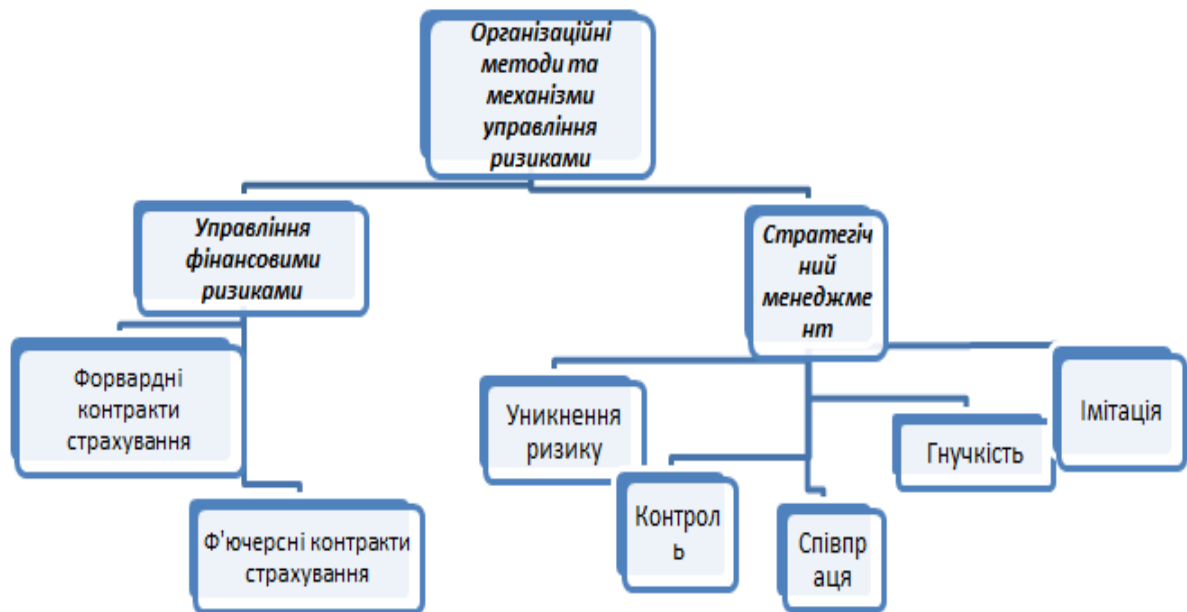 Організаційні
методи та
механізми
управління
ризиками
Управління
фінансовими
ризиками
Стратегіч
ний
менеджме
нт
Форвардні
контракти
страхування
Ф'ючерсні контракти
страхування
Уникнення
ризику
Контрол
ь
Співпр
аця
Гнучкість
Імітація